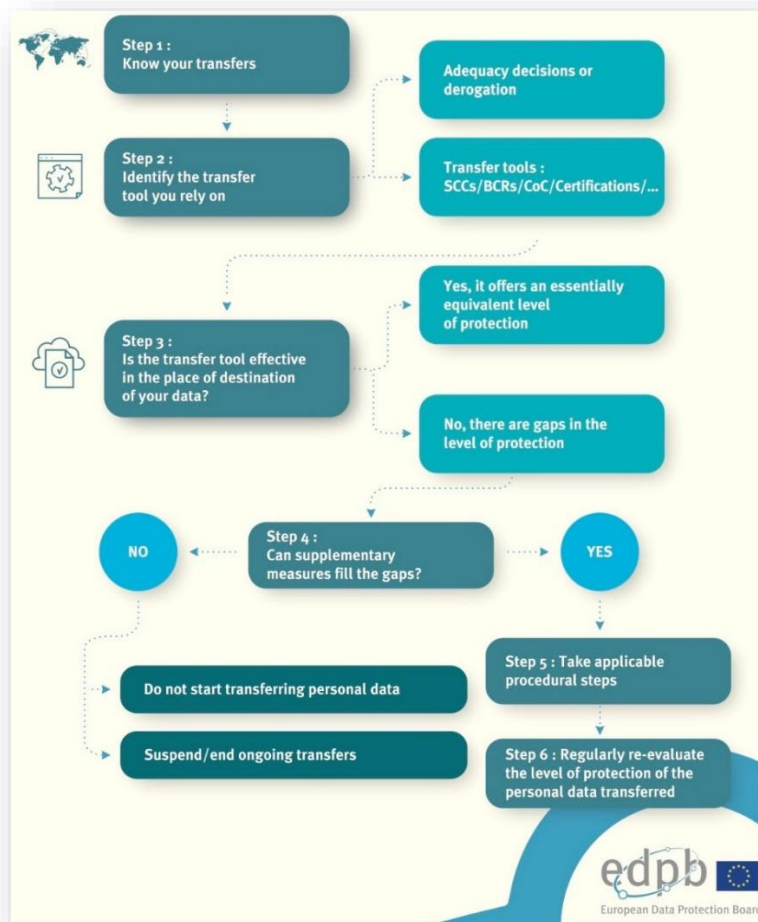 Step 1 :
Know your transfers
Adequacy decisions or
derogation
Step 2 :
Identify the transfer
tool you rely on
Transfer tools :
SCCs/BCRs/CoC/Certifications/...
Yes, it offers an essentially
equivalent level
of protection
Step 3 :
Is the transfer tool effective
in the place of destination
of your data?
No, there are gaps in the
level of protection
NO
Step 4 :
Can supplementary
measures fill the gaps?
YES
Step 5 : Take applicable
procedural steps
Do not start transferring personal data
Suspend/end ongoing transfers
Step 6 : Regularly re-evaluate
the level of protection of the
personal data transferred
edpb
European Data Protection Board